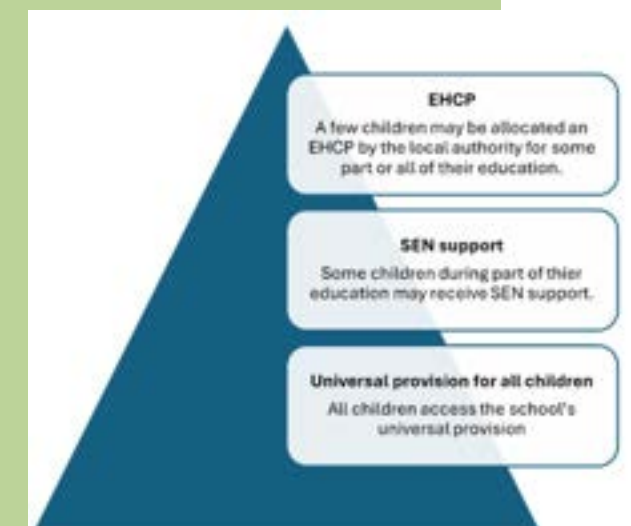 EHCP
A few children may be allocated an
EHCP by the local authority for some
part or all of their education.
SEN support
Some children during part of thier
education may receive SEN support.
Universal provision for all children
All children access the school's
universal provision